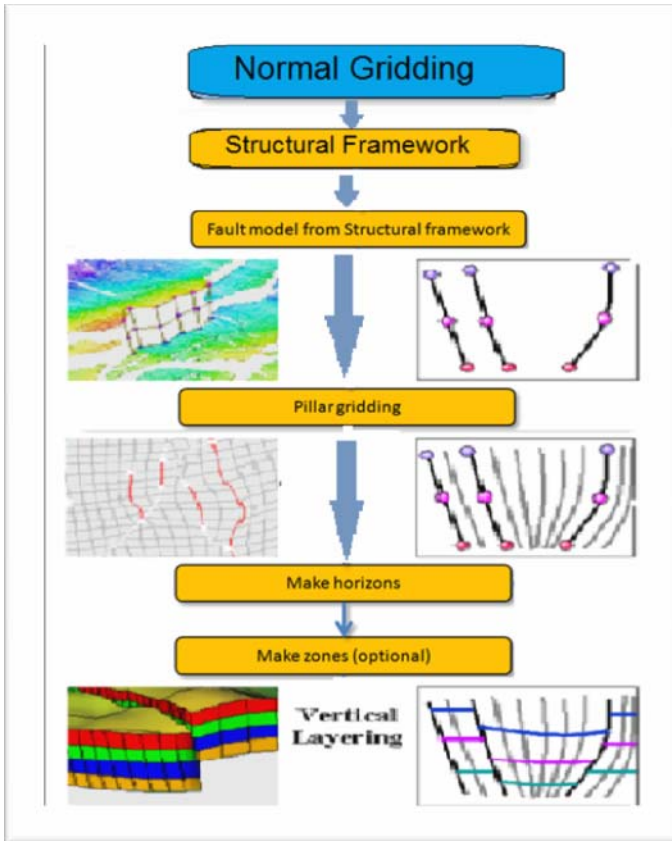 Normal Gridding
Structural Framework
Fault model from Structural framework
Pillar gridding
Make horizons
Make zones (optional)
Vertical
Layering